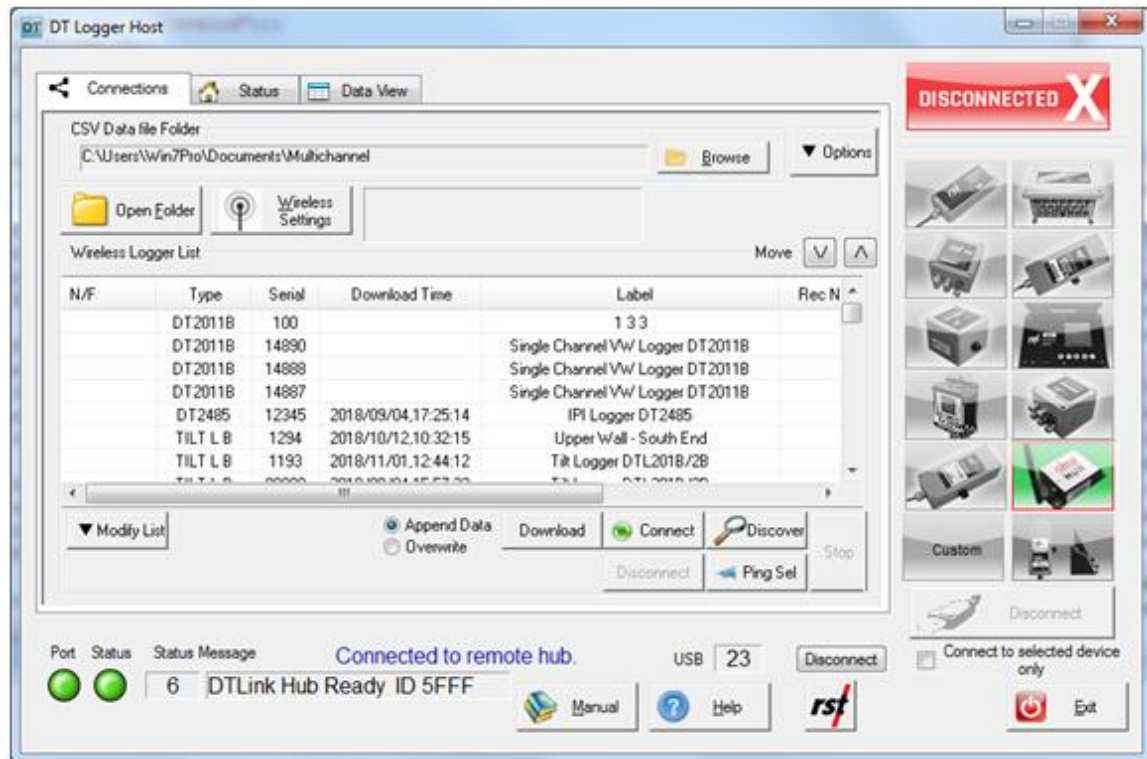 DT DT Logger Host
Connections Status Data View
DISCONNECTED X
CSV Data file Folder
C:\Users\Win7Pro\Documents\Multichannel
Browse
▼ Options
Open Folder
Wireless Settings
Wireless Logger List
Move
N/F Type Serial Download Time Label Rec N
DT2011B 100 1 3 3
DT2011B 14890 Single Channel VW Logger DT2011B
DT2011B 14888 Single Channel VW Logger DT2011B
DT2011B 14887 Single Channel VW Logger DT2011B
DT2485 12345 2018/09/04,17:25:14 IPI Logger DT2485
TILT L B 1294 2018/10/12,10:32:15 Upper Wall - South End
TILT L B 1193 2018/11/01,12:44:12 Tilt Logger DTL201B/2B
▼ Modify List
Append Data
Overwrite
Download
Connect
Discover
Stop
Disconnect
Ping Sel
Custom
Disconnect
Connect to selected device only
Port Status Status Message
Connected to remote hub.
USB 23
Disconnect
6 DTLink Hub Ready ID 5FFF
Manual
Help
rst
Exit